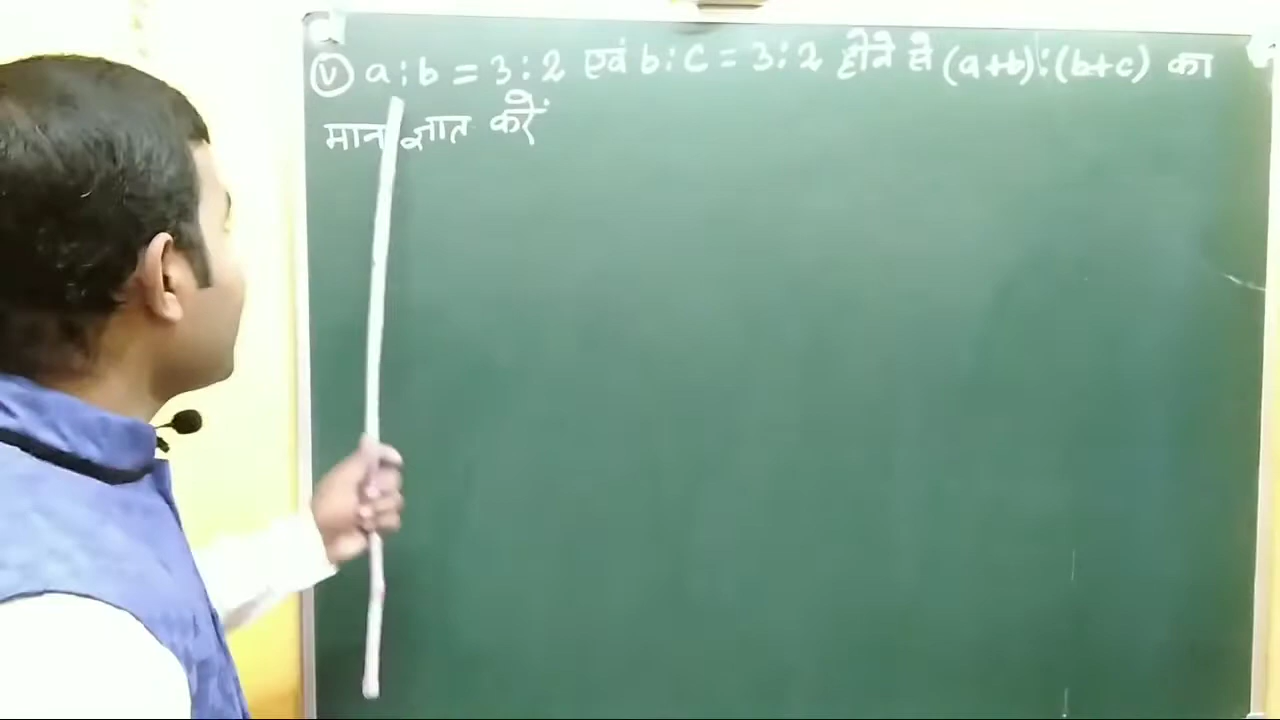 (v) a:b = 3:2 एवं b:c = 3:2 होने से (a+b):(b+c) का
मान ज्ञात करें